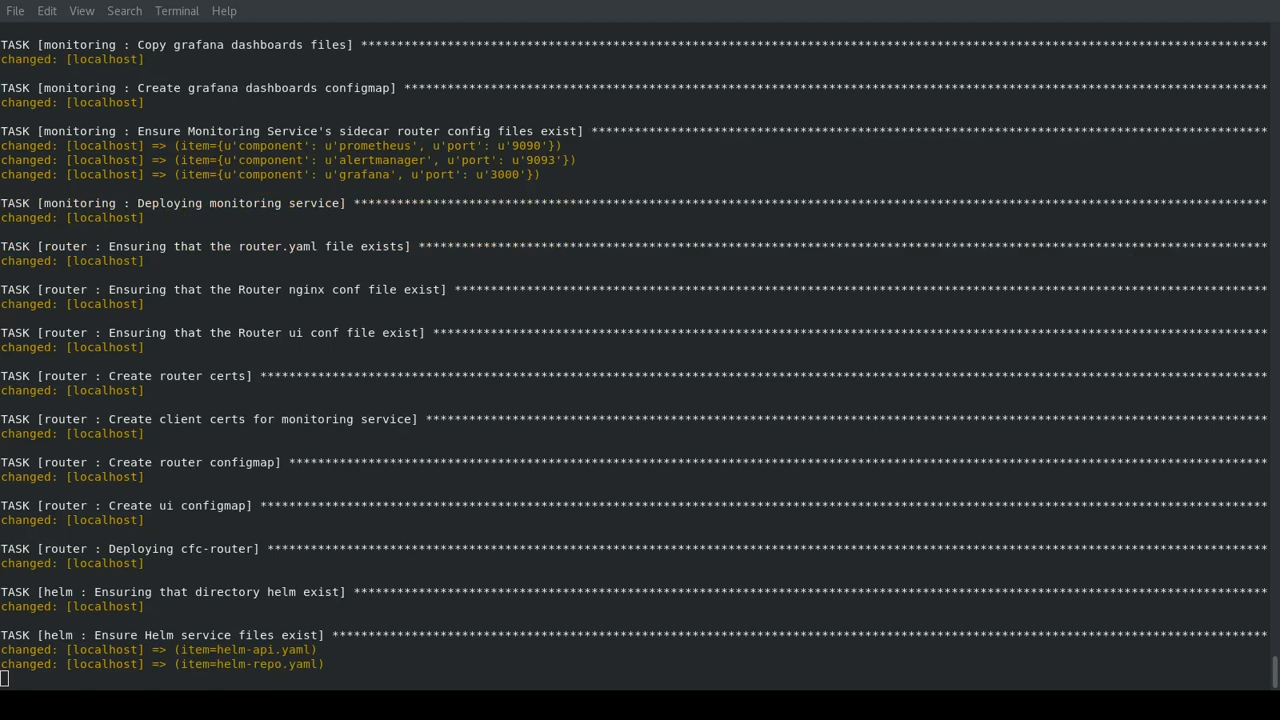 File Edit View Search Terminal Help
TASK [monitoring : Copy grafana dashboards files] ******************************************************************************************************************************
changed: [localhost]
TASK [monitoring : Create grafana dashboards configmap] ************************************************************************************************************************
changed: [localhost]
TASK [monitoring : Ensure Monitoring Service's sidecar router config files exist] **********************************************************************************************
changed: [localhost] => (item={u'component': u'prometheus', u'port': u'9090'})
changed: [localhost] => (item={u'component': u'alertmanager', u'port': u'9093'})
changed: [localhost] => (item={u'component': u'grafana', u'port': u'3000'})
TASK [monitoring : Deploying monitoring service] *******************************************************************************************************************************
changed: [localhost]
TASK [router : Ensuring that the router.yaml file exists] **********************************************************************************************************************
changed: [localhost]
TASK [router : Ensuring that the Router nginx conf file exist] *****************************************************************************************************************
changed: [localhost]
TASK [router : Ensuring that the Router ui conf file exist] ********************************************************************************************************************
changed: [localhost]
TASK [router : Create router certs] ********************************************************************************************************************************************
changed: [localhost]
TASK [router : Create client certs for monitoring service] *********************************************************************************************************************
changed: [localhost]
TASK [router : Create router configmap] ****************************************************************************************************************************************
changed: [localhost]
TASK [router : Create ui configmap] ********************************************************************************************************************************************
changed: [localhost]
TASK [router : Deploying cfc-router] *******************************************************************************************************************************************
changed: [localhost]
TASK [helm : Ensuring that directory helm exist] *******************************************************************************************************************************
changed: [localhost]
TASK [helm : Ensure Helm service files exist] **********************************************************************************************************************************
changed: [localhost] => (item=helm-api.yaml)
changed: [localhost] => (item=helm-repo.yaml)